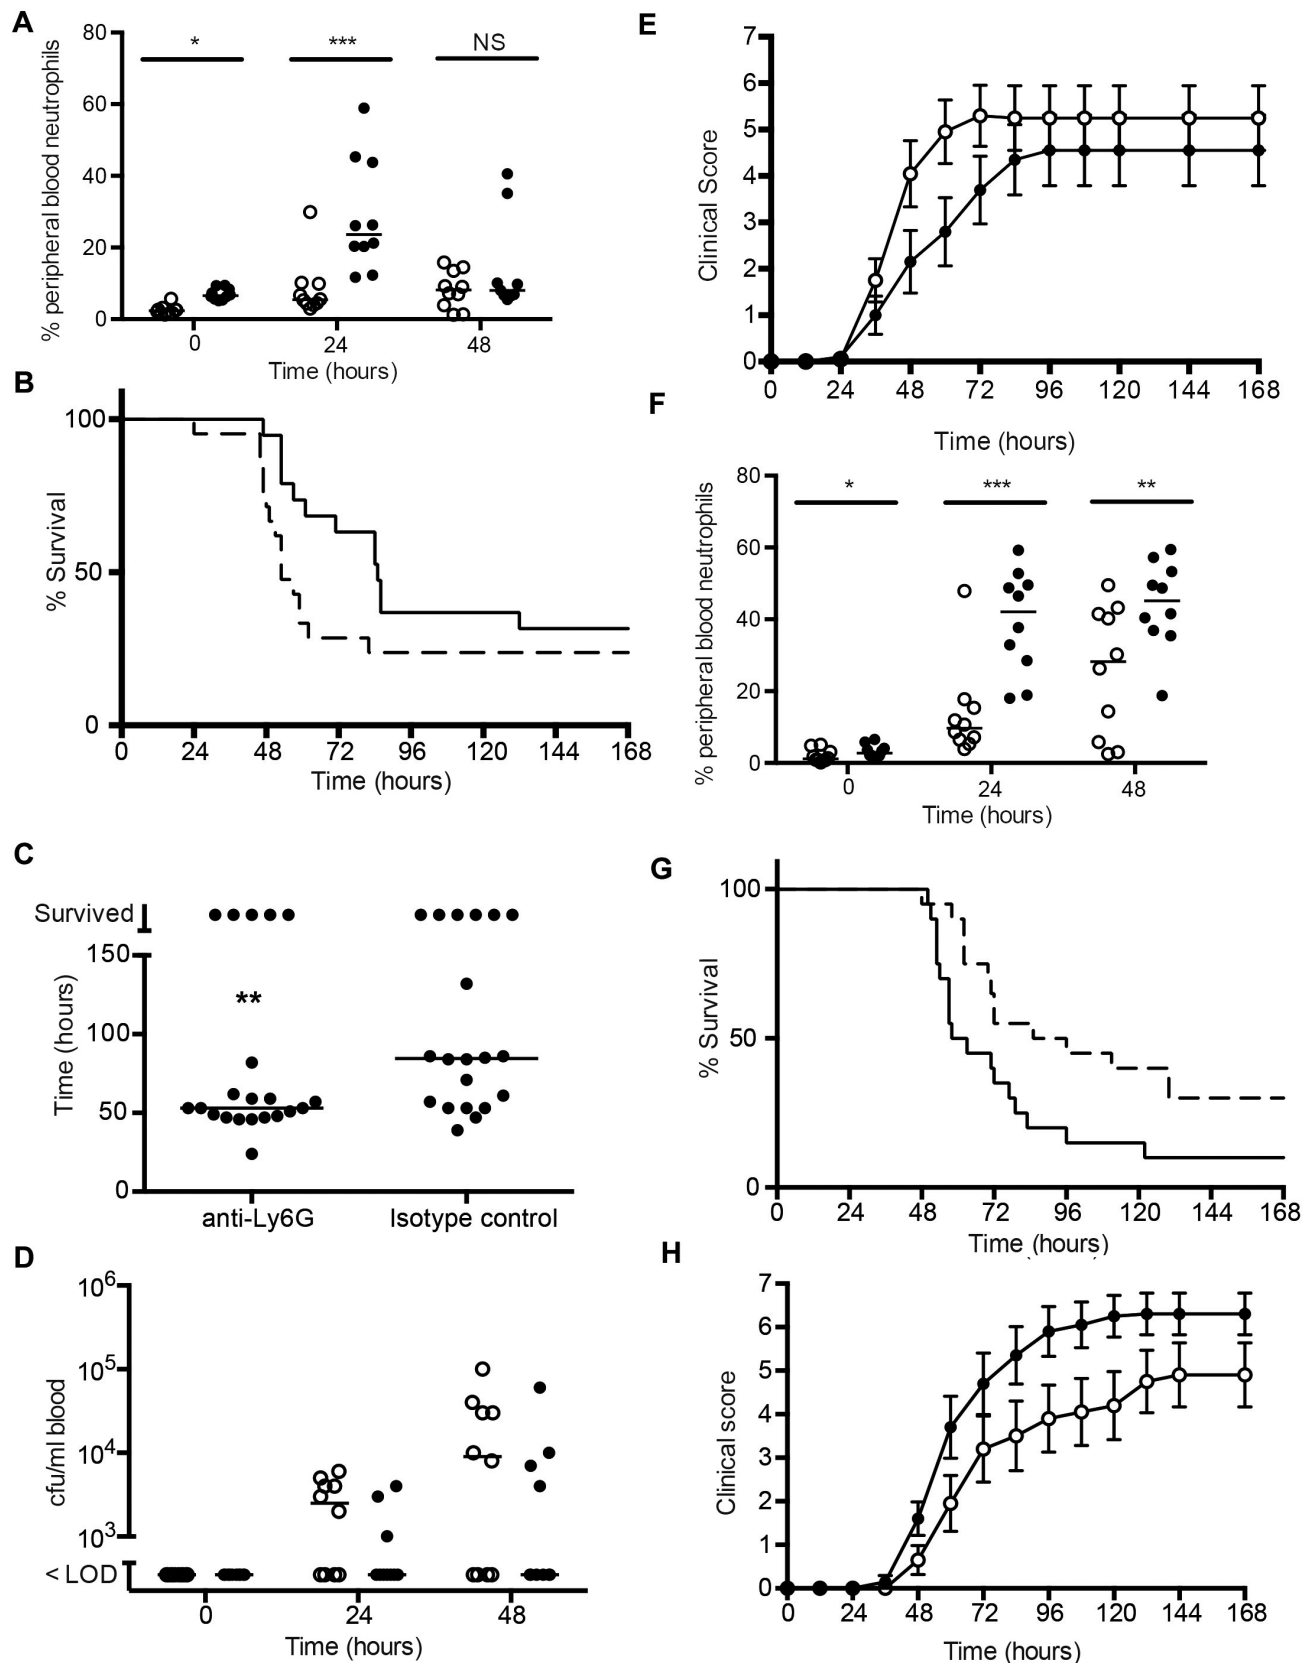 A
% peripheral blood neutrophils
80
60
40
20
0
* *** NS
0 24 48
Time (hours)
B
% Survival
100
50
0
0 24 48 72 96 120 144 168
Time (hours)
C
Survived
Time (hours)
150
100
50
0
**
anti-Ly6G Isotype control
D
cfu/ml blood
10^6
10^5
10^4
10^3
< LOD
0 24 48
Time (hours)
E
Clinical Score
7
6
5
4
3
2
1
0
0 24 48 72 96 120 144 168
Time (hours)
F
% peripheral blood neutrophils
80
60
40
20
0
* *** **
0 24 48
Time (hours)
G
% Survival
100
50
0
0 24 48 72 96 120 144 168
Time (hours)
H
Clinical score
7
6
5
4
3
2
1
0
0 24 48 72 96 120 144 168
Time (hours)